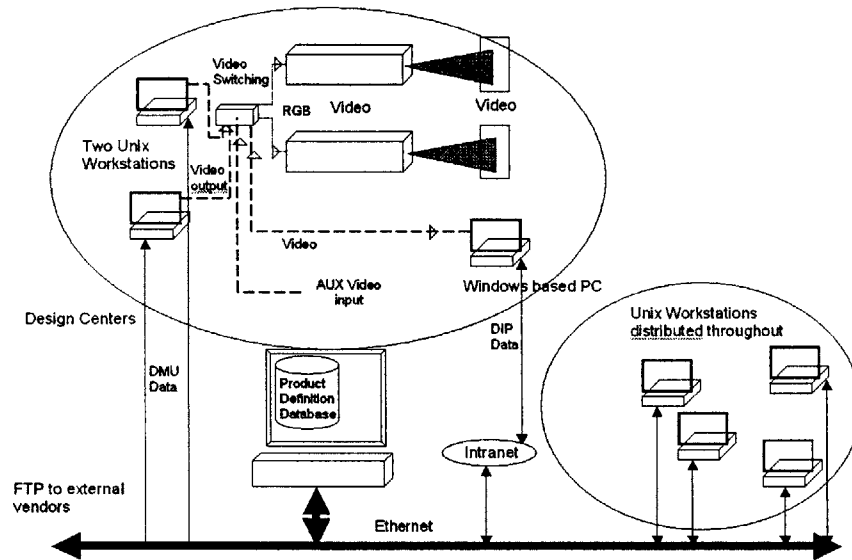 Video
Switching
RGB
Video
Video
Two Unix
Workstations
Video
output
Video
AUX Video
input
Windows based PC
Design Centers
DMU
Data
DIP
Data
Unix Workstations
distributed throughout
Product
Definition
Database
Intranet
FTP to external
vendors
Ethernet